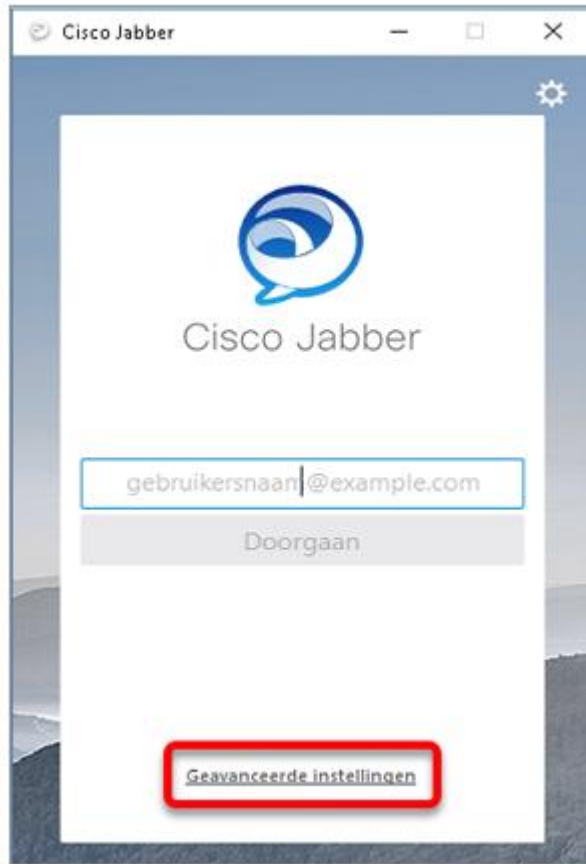 Cisco Jabber
Cisco Jabber
gebruikersnaam@example.com
Doorgaan
Geavanceerde instellingen